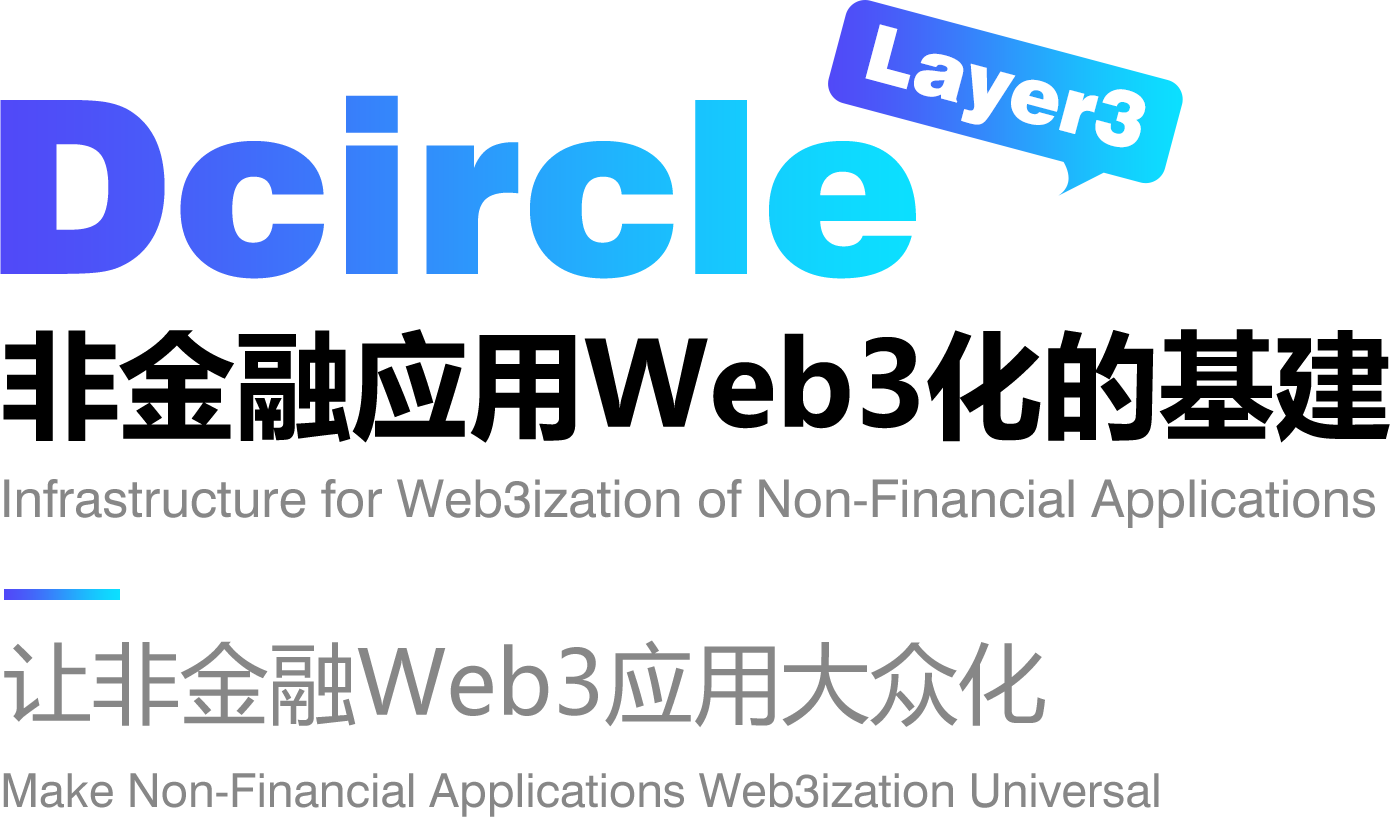 Layer3
Dcircle
非金融应用Web3化的基建
Infrastructure for Web3ization of Non-Financial Applications
让非金融Web3应用大众化
Make Non-Financial Applications Web3ization Universal